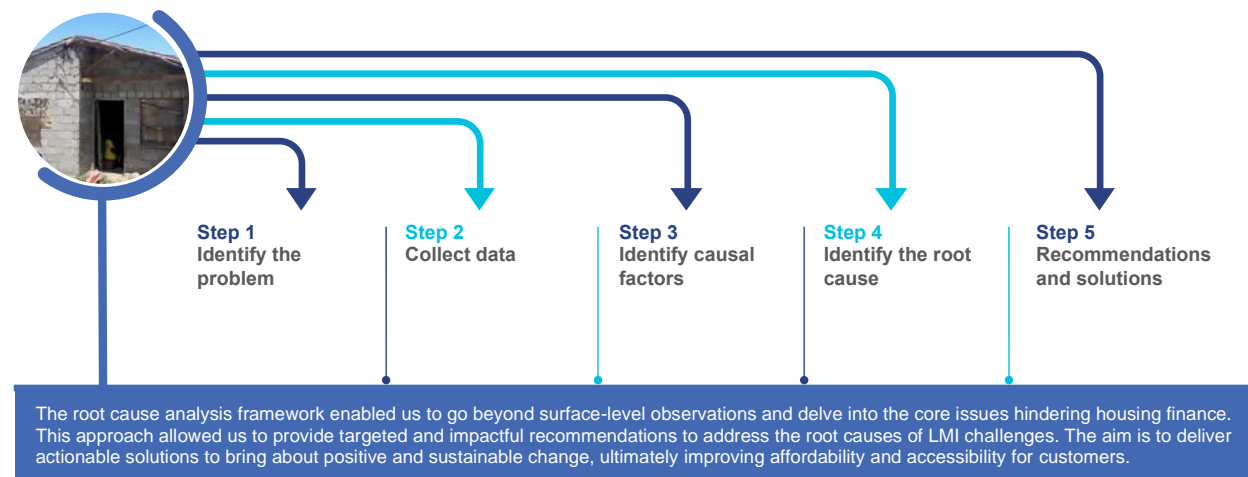 Step 1
Identify the
problem
Step 2
Collect data
Step 3
Identify causal
factors
Step 4
Identify the root
cause
Step 5
Recommendations
and solutions
The root cause analysis framework enabled us to go beyond surface-level observations and delve into the core issues hindering housing finance.
This approach allowed us to provide targeted and impactful recommendations to address the root causes of LMI challenges. The aim is to deliver
actionable solutions to bring about positive and sustainable change, ultimately improving affordability and accessibility for customers.